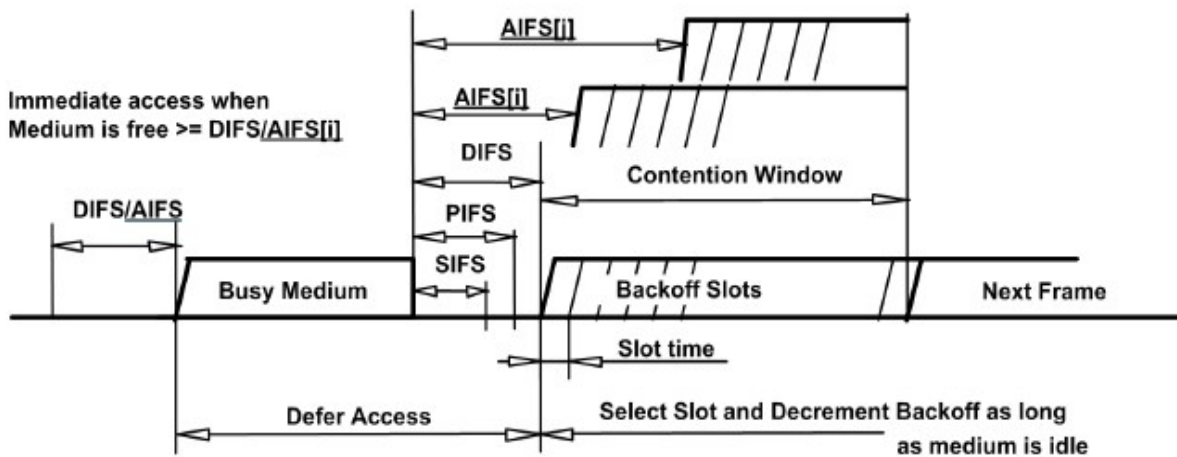 AIFS[j]
Immediate access when
Medium is free >= DIFS/AIFS[i]
AIFS[i]
DIFS
Contention Window
DIFS/AIFS
PIFS
SIFS
Busy Medium
Backoff Slots
Next Frame
Slot time
Defer Access
Select Slot and Decrement Backoff as long
as medium is idle